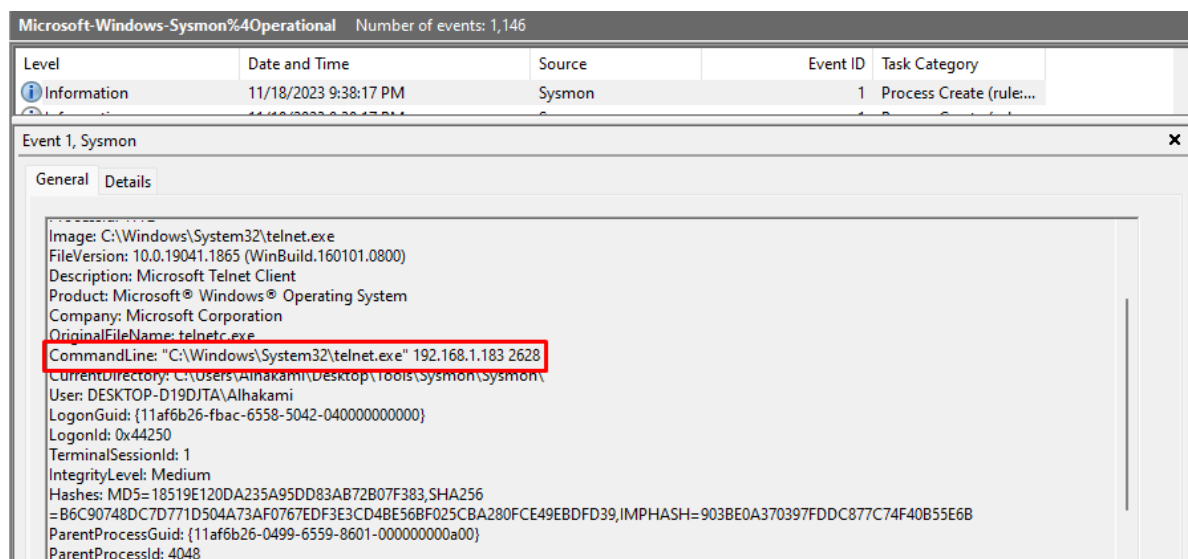 Microsoft-Windows-Sysmon%4Operational Number of events: 1,146
Level Date and Time Source Event ID Task Category
Information 11/18/2023 9:38:17 PM Sysmon 1 Process Create (rule:...
Event 1, Sysmon
General Details
Image: C:\Windows\System32\telnet.exe
FileVersion: 10.0.19041.1865 (WinBuild.160101.0800)
Description: Microsoft Telnet Client
Product: Microsoft® Windows® Operating System
Company: Microsoft Corporation
OriginalFileName: telnetc.exe
CommandLine: "C:\Windows\System32\telnet.exe" 192.168.1.183 2628
CurrentDirectory: C:\Users\Alhakami\Desktop\Tools\Sysmon\Sysmon\
User: DESKTOP-D19DJTA\Alhakami
LogonGuid: {11af6b26-fbac-6558-5042-040000000000}
LogonId: 0x44250
TerminalSessionId: 1
IntegrityLevel: Medium
Hashes: MD5=18519E120DA235A95DD83AB72B07F383,SHA256
=B6C90748DC7D771D504A73AF0767EDF3E3CD4BE56BF025CBA280FCE49EBDFD39,IMPHASH=903BE0A370397FDDC877C74F40B55E6B
ParentProcessGuid: {11af6b26-0499-6559-8601-000000000a00}
ParentProcessId: 4048